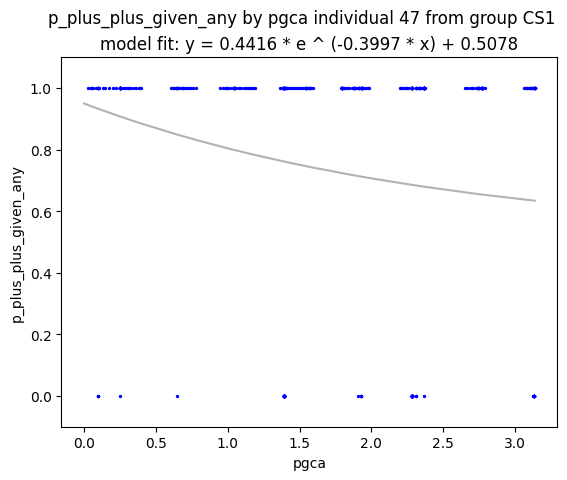 p_plus_plus_given_any by pgca individual 47 from group CS1
model fit: y = 0.4416 * e ^ (-0.3997 * x) + 0.5078
1.0
0.8
0.6
0.4
0.2
0.0
p_plus_plus_given_any
0.0 0.5 1.0 1.5 2.0 2.5 3.0
pgca